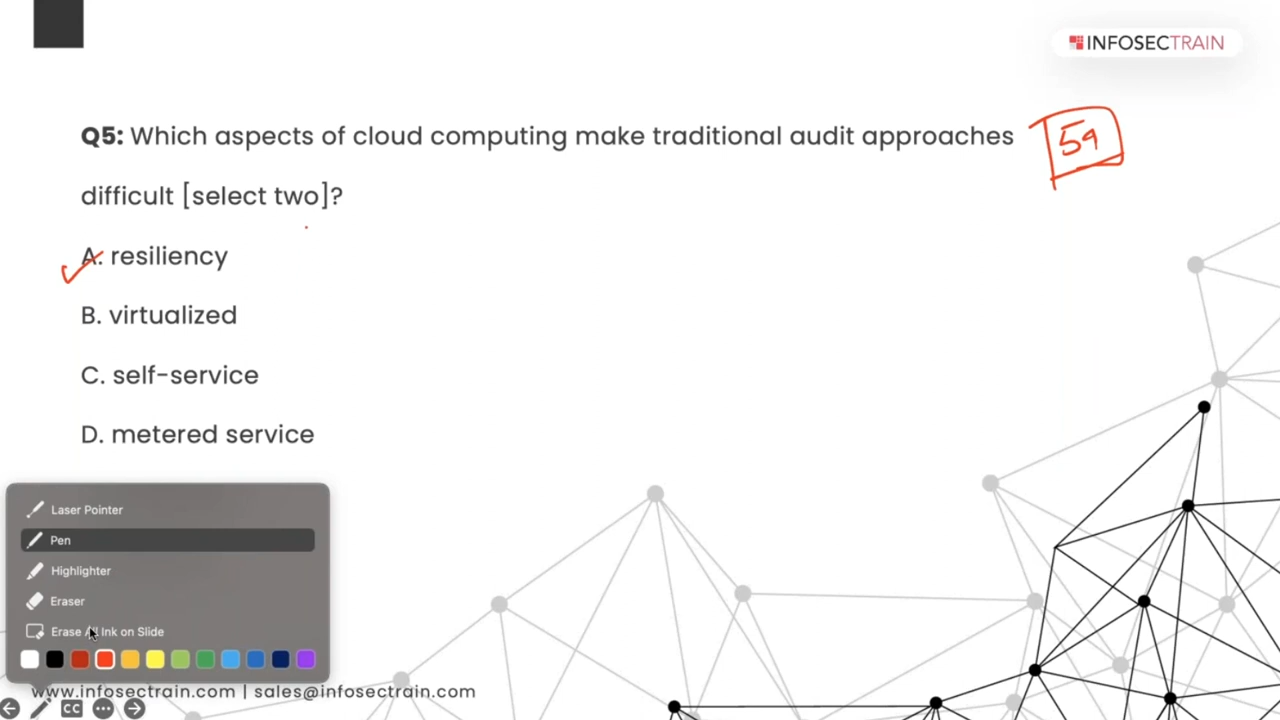 INFOSECTRAIN
Q5: Which aspects of cloud computing make traditional audit approaches
59
difficult [select two]?
A. resiliency
B. virtualized
C. self-service
D. metered service
Laser Pointer
Pen
Highlighter
Eraser
Erase All Ink on Slide
www.infosectrain.com | sales@infosectrain.com
CC